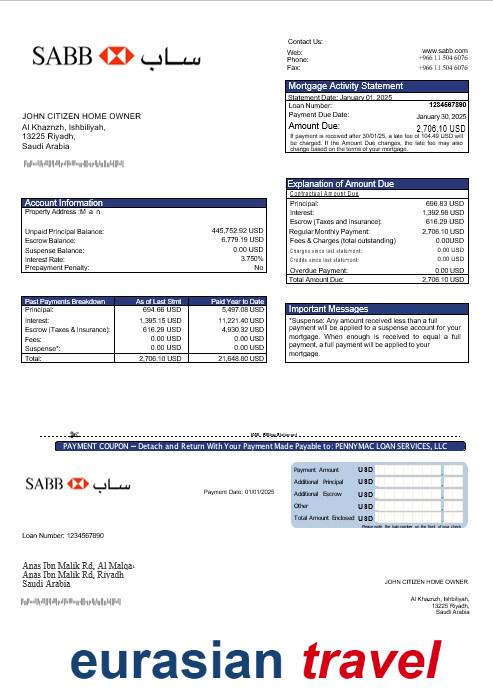 SABB ساب
Contact Us:
Web: www.sabb.com
Phone: +966 11 504 6076
Fax: +966 11 504 6076
Mortgage Activity Statement
Statement Date: January 01, 2025
Loan Number: 1234567890
Payment Due Date: January 30, 2025
Amount Due: 2,706.10 USD
If payment is received after 30/01/25, a late fee of 104.49 USD will
be charged. If the Amount Due changes, the late fee may also
change based on the terms of your mortgage.
JOHN CITIZEN HOME OWNER
Al Khaznzh, Ishbiliyah,
13225 Riyadh,
Saudi Arabia
Account Information
Property Address :M a n
Unpaid Principal Balance: 445,752.92 USD
Escrow Balance: 6,779.19 USD
Suspense Balance: 0.00 USD
Interest Rate: 3.750%
Prepayment Penalty: No
Explanation of Amount Due
Contractual Amount Due
Principal: 696.83 USD
Interest: 1,392.98 USD
Escrow (Taxes and Insurance): 616.29 USD
Regular Monthly Payment: 2,706.10 USD
Fees & Charges (total outstanding) 0.00USD
Charges since last statement: 0.00 USD
Credits since last statement: 0.00 USD
Overdue Payment: 0.00 USD
Total Amount Due: 2,706.10 USD
Past Payments Breakdown As of Last Stmt Paid Year to Date
Principal: 694.66 USD 5,497.08 USD
Interest: 1,395.15 USD 11,221.40 USD
Escrow (Taxes & Insurance): 616.29 USD 4,930.32 USD
Fees: 0.00 USD 0.00 USD
Suspense*: 0.00 USD 0.00 USD
Total: 2,706.10 USD 21,648.80 USD
Important Messages
*Suspense: Any amount received less than a full
payment will be applied to a suspense account for your
mortgage. When enough is received to equal a full
payment, a full payment will be applied to your
mortgage.
PAYMENT COUPON — Detach and Return With Your Payment Made Payable to: PENNYMAC LOAN SERVICES, LLC
SABB ساب
Payment Date: 01/01/2025
Payment Amount USD
Additional Principal USD
Additional Escrow USD
Other USD
Total Amount Enclosed USD
Please write the loan number on the front of your check
Loan Number: 1234567890
Anas Ibn Malik Rd, Al Malqa،
Anas Ibn Malik Rd, Riyadh
Saudi Arabia
JOHN CITIZEN HOME OWNER
Al Khaznzh, Ishbiliyah,
13225 Riyadh,
Saudi Arabia
eurasian travel